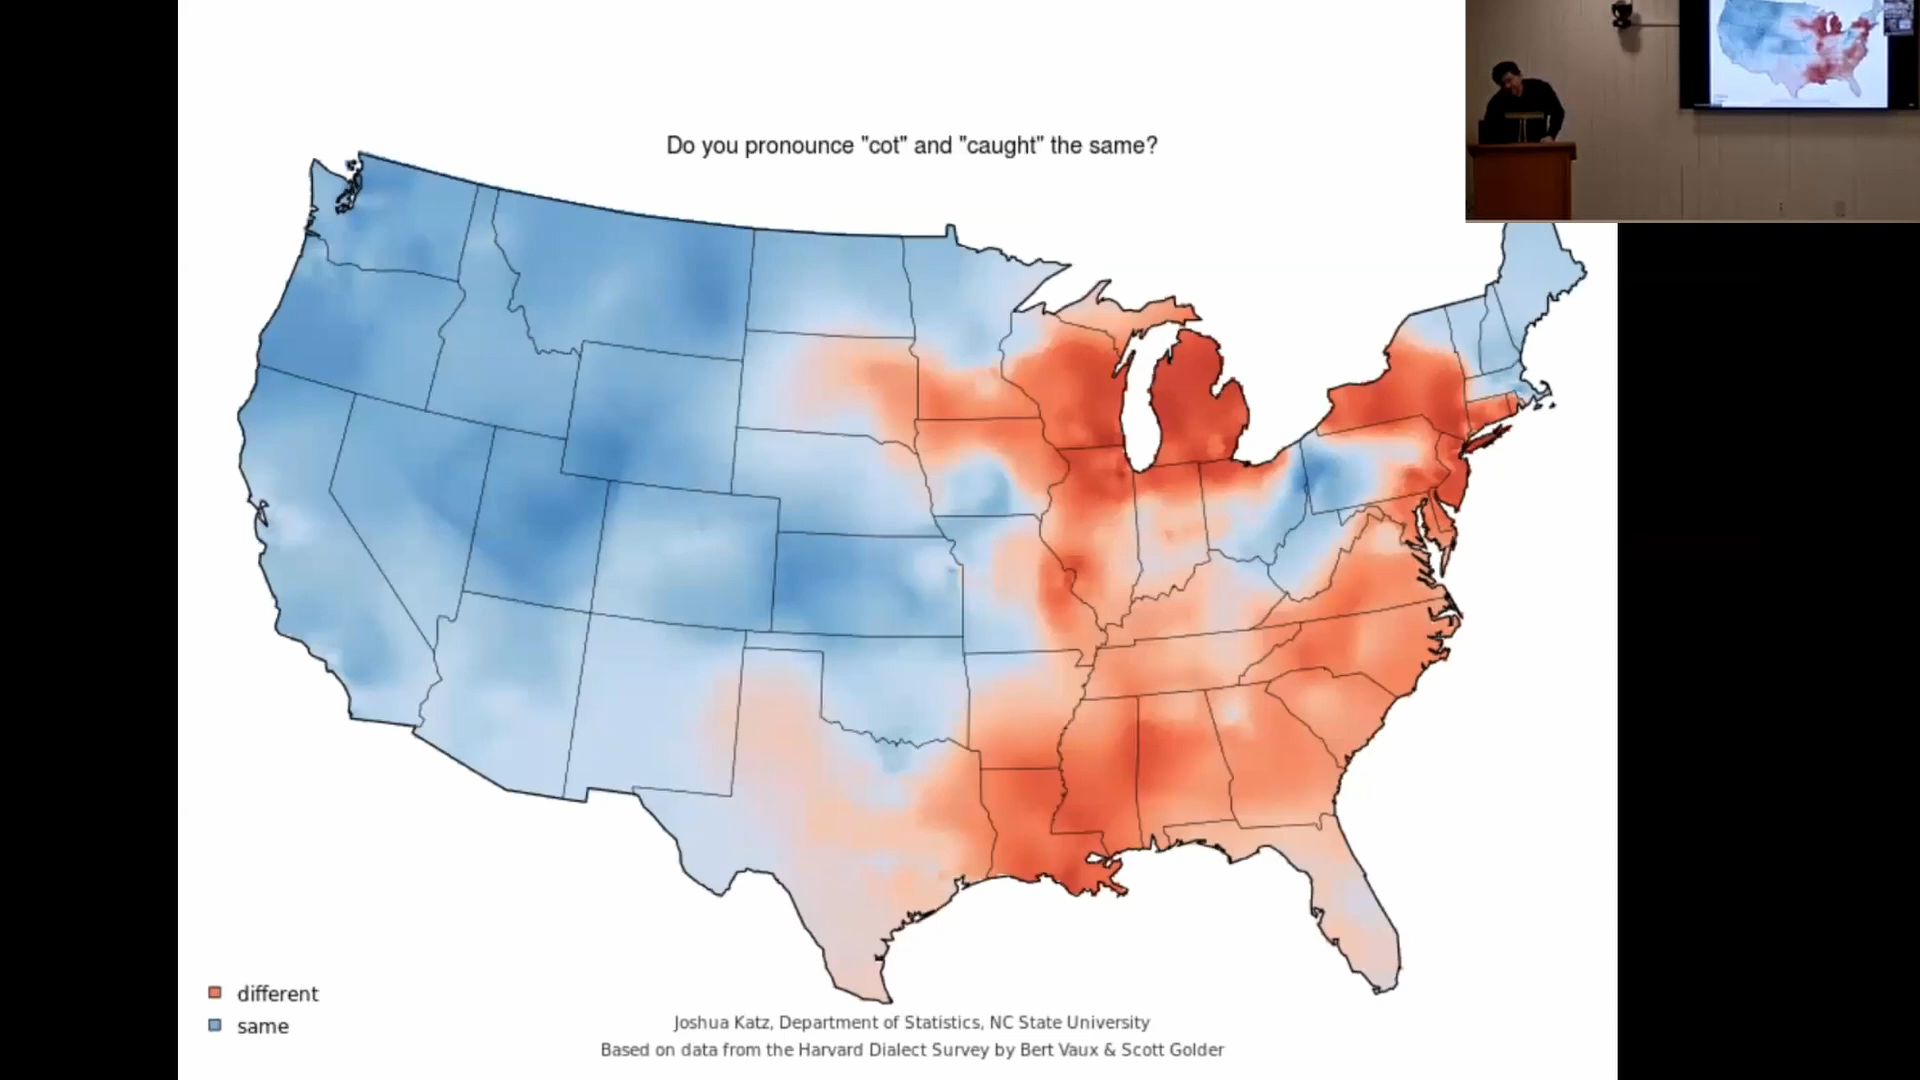 Do you pronounce "cot" and "caught" the same?
different
same
Joshua Katz, Department of Statistics, NC State University
Based on data from the Harvard Dialect Survey by Bert Vaux & Scott Golder